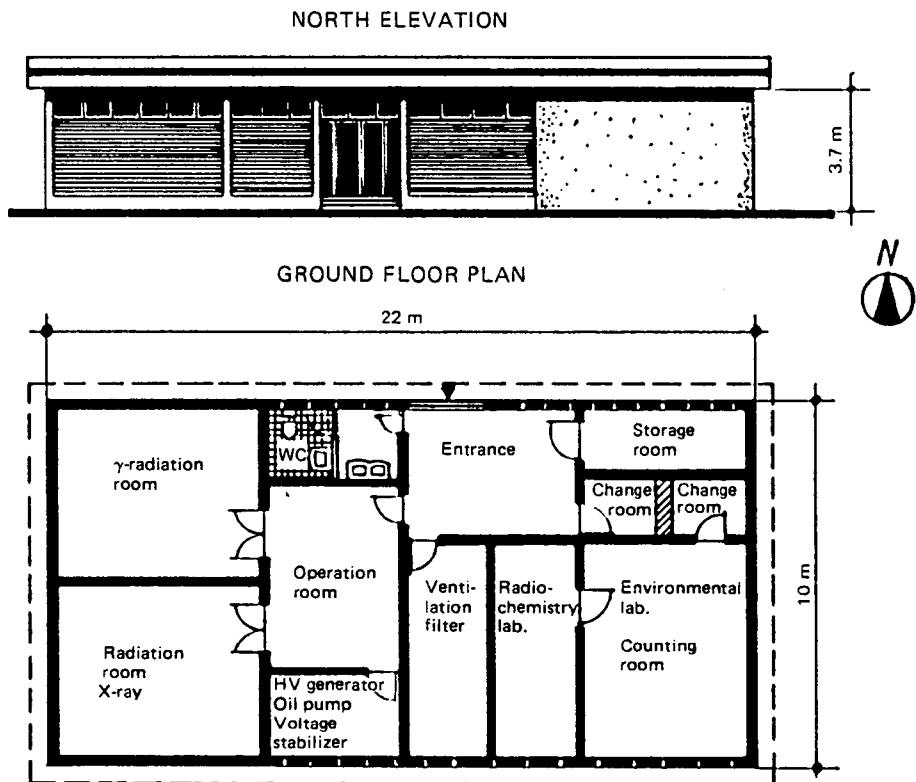 NORTH ELEVATION
3.7 m
N
GROUND FLOOR PLAN
22 m
γ-radiation
room
WC
Entrance
Storage
room
Change
room
Change
room
Operation
room
Venti-
lation
filter
Radio-
chemistry
lab.
Environmental
lab.
Counting
room
10 m
Radiation
room
X-ray
HV generator
Oil pump
Voltage
stabilizer